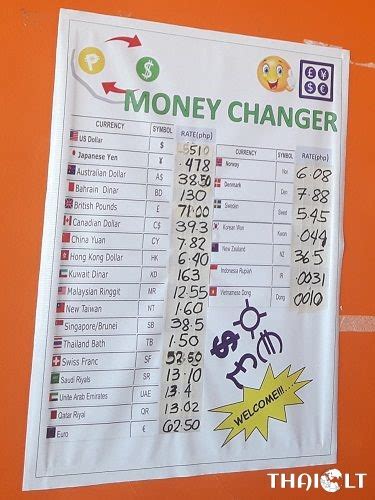 MONEY CHANGER
CURRENCY SYMBOL RATE(php)
US Dollar $ 5510
Japanese Yen ¥ .478
Australian Dollar A$ 38.50
Bahrain Dinar BD 130
British Pounds £ 71.00
Canadian Dollar C$ 39.3
China Yuan CY 7.82
Hong Kong Dollar HK 6.40
Kuwait Dinar KD 163
Malaysian Ringgit MR 12.55
New Taiwan NT 1.60
Singapore/Brunei SB 38.5
Thailand Bath TB 1.50
Swiss Franc SF 52.50
Saudi Riyals SR 13.10
Unite Arab Emirates UAE 13.4
Qatar Riyal QR 13.02
Euro € 62.50
CURRENCY SYMBOL RATE(php)
Norway Nor 6.08
Denmark Den 7.88
Sweden Swed 5.45
Korean Won Kwon .044
New Zealand NZ 36.5
Indonesia Rupiah IR .0031
Vietnamese Dong Dong .0010
WELCOME!!!....
THAIOLT